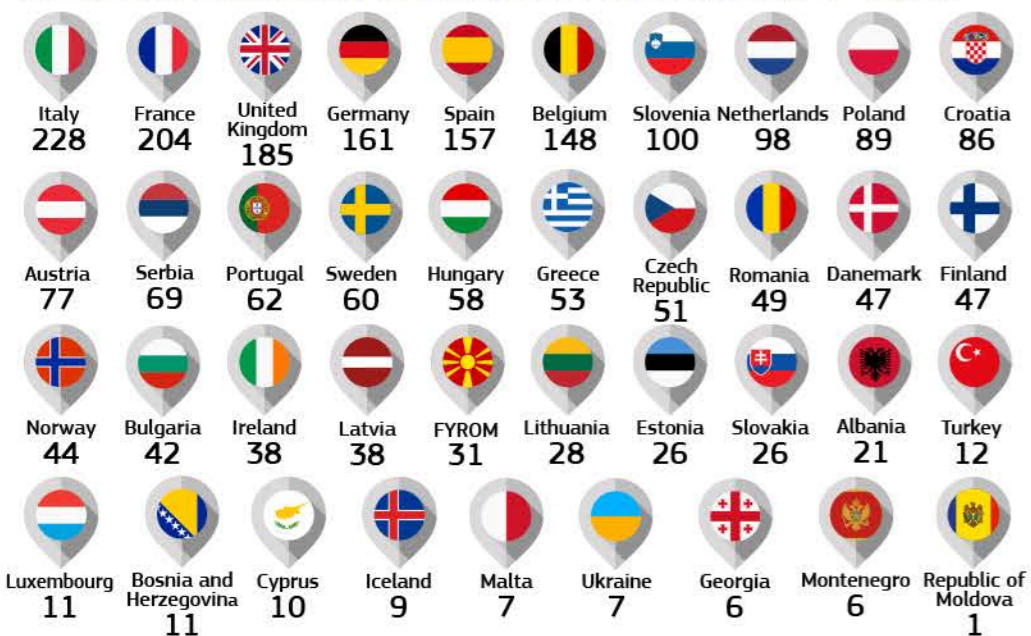 Italy France United Kingdom Germany Spain Belgium Slovenia Netherlands Poland Croatia
228 204 185 161 157 148 100 98 89 86
Austria Serbia Portugal Sweden Hungary Greece Czech Republic Romania Danemark Finland
77 69 62 60 58 53 51 49 47 47
Norway Bulgaria Ireland Latvia FYROM Lithuania Estonia Slovakia Albania Turkey
44 42 38 38 31 28 26 26 21 12
Luxembourg Bosnia and Herzegovina Cyprus Iceland Malta Ukraine Georgia Montenegro Republic of Moldova
11 11 10 9 7 7 6 6 1